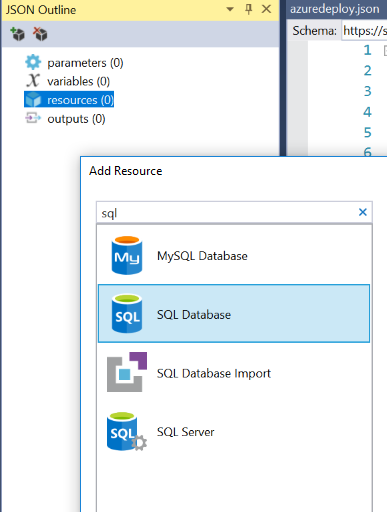 JSON Outline
azuredeploy.json
Schema: https://s
parameters (0)
variables (0)
resources (0)
outputs (0)
1
2
3
4
5
6
Add Resource
sql
My
MySQL Database
SQL
SQL Database
SQL Database Import
SQL
SQL Server